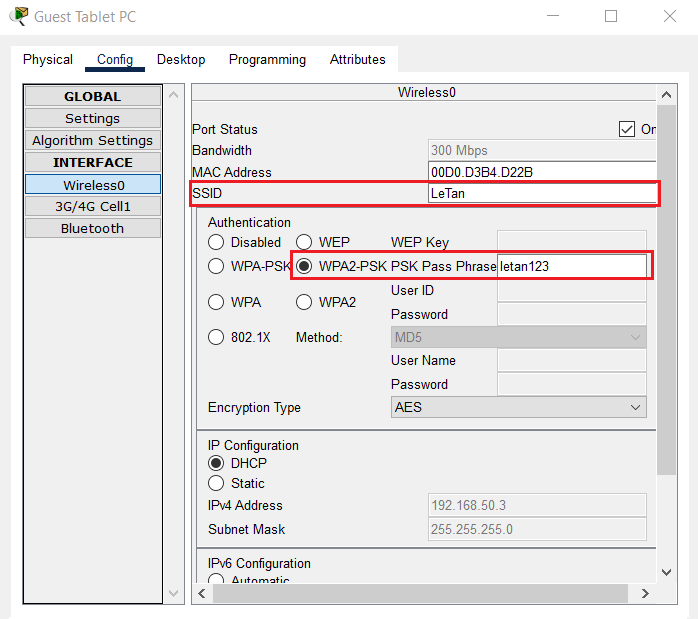 Guest Tablet PC
Physical Config Desktop Programming Attributes
GLOBAL
Settings
Algorithm Settings
INTERFACE
Wireless0
3G/4G Cell1
Bluetooth
Wireless0
Port Status On
Bandwidth 300 Mbps
MAC Address 00D0.D3B4.D22B
SSID LeTan
Authentication
Disabled WEP WEP Key
WPA-PSK WPA2-PSK PSK Pass Phrase letan123
User ID
WPA WPA2
Password
802.1X Method: MD5
User Name
Password
Encryption Type AES
IP Configuration
DHCP
Static
IPv4 Address 192.168.50.3
Subnet Mask 255.255.255.0
IPv6 Configuration
Automatic